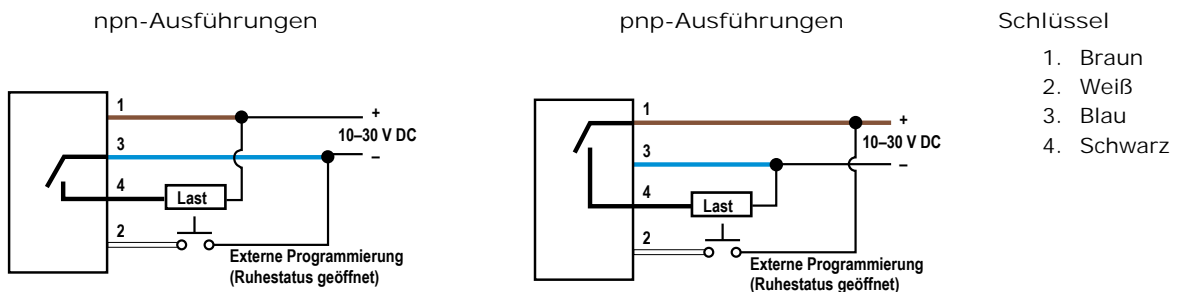 npn-Ausführungen
1
+
10–30 V DC
3
–
4
Last
2
Externe Programmierung
(Ruhestatus geöffnet)
pnp-Ausführungen
1
+
10–30 V DC
3
–
4
Last
2
Externe Programmierung
(Ruhestatus geöffnet)
Schlüssel
1. Braun
2. Weiß
3. Blau
4. Schwarz